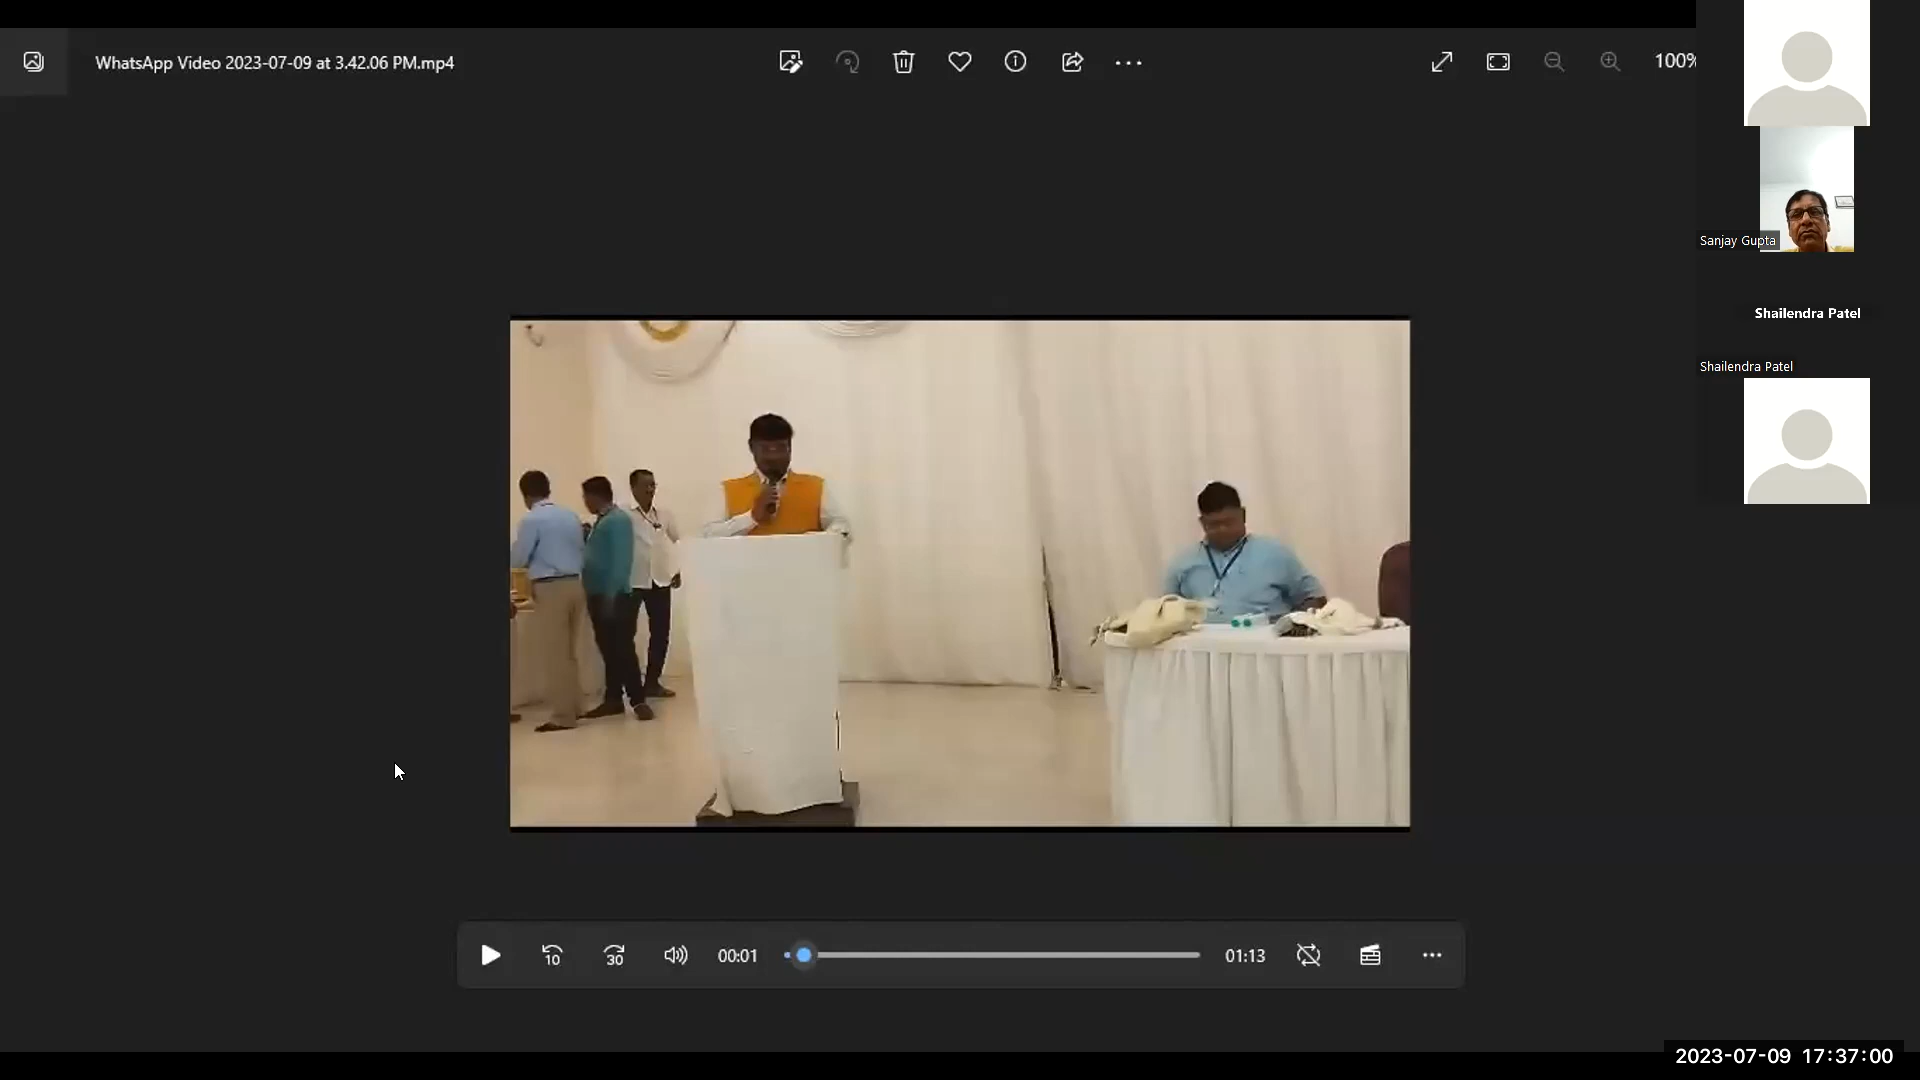 WhatsApp Video 2023-07-09 at 3.42.06 PM.mp4
100%
Sanjay Gupta
Shailendra Patel
Shailendra Patel
10
30
00:01
01:13
2023-07-09 17:37:00